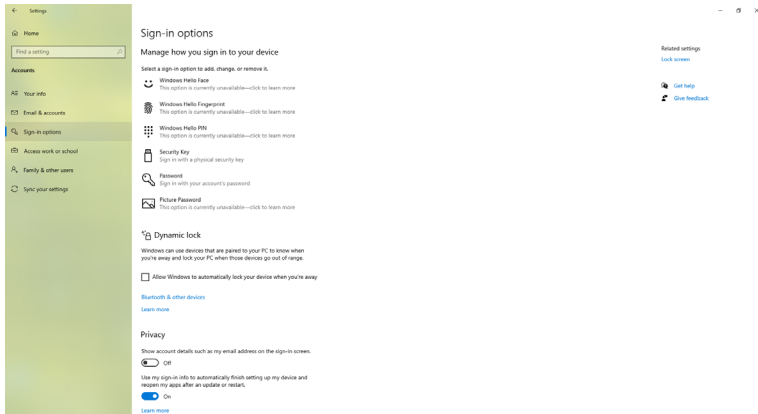 Settings
Home
Find a setting
Accounts
Your info
Email & accounts
Sign-in options
Access work or school
Family & other users
Sync your settings
Sign-in options
Manage how you sign in to your device
Select a sign-in option to add, change, or remove it.
Windows Hello Face
This option is currently unavailable—click to learn more
Windows Hello Fingerprint
This option is currently unavailable—click to learn more
Windows Hello PIN
This option is currently unavailable—click to learn more
Security Key
Sign in with a physical security key
Password
Sign in with your account's password
Picture Password
This option is currently unavailable—click to learn more
Dynamic lock
Windows can use devices that are paired to your PC to know when
you're away and lock your PC when those devices go out of range.
Allow Windows to automatically lock your device when you're away
Bluetooth & other devices
Learn more
Privacy
Show account details such as my email address on the sign-in screen.
Off
Use my sign-in info to automatically finish setting up my device and
reopen my apps after an update or restart.
On
Learn more
Related settings
Lock screen
Get help
Give feedback